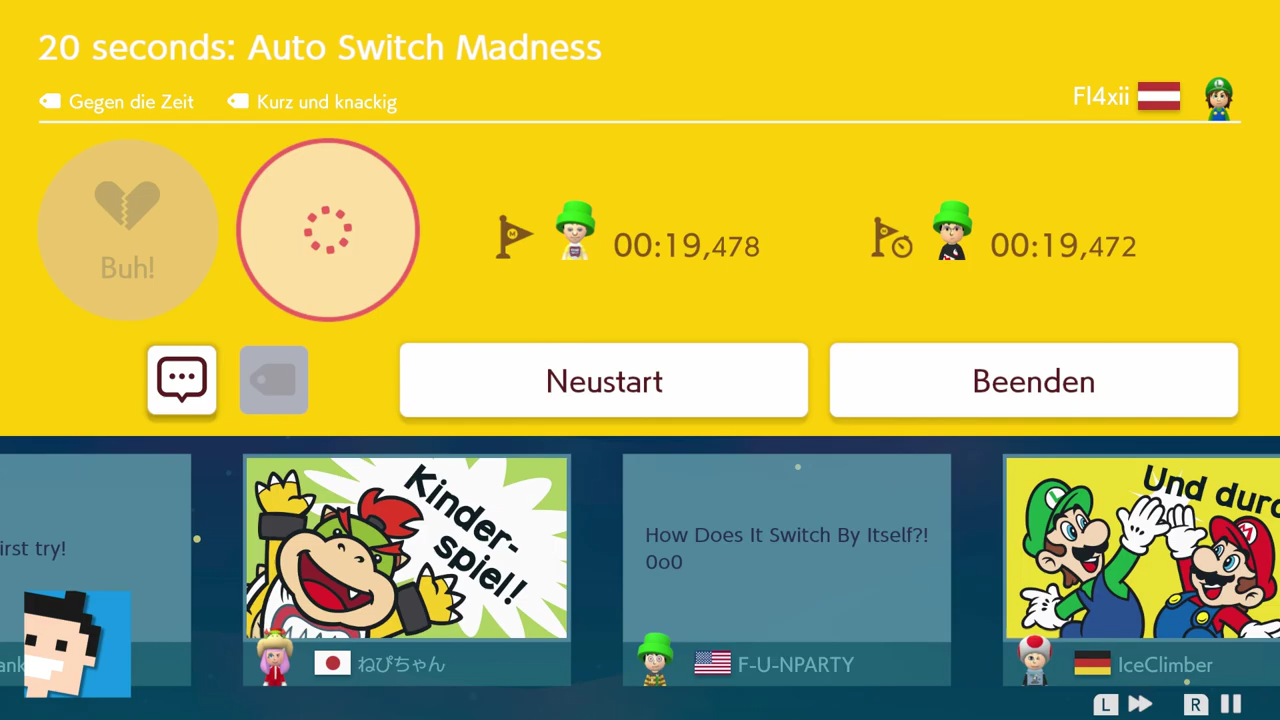 20 seconds: Auto Switch Madness
Gegen die Zeit
Kurz und knackig
Fl4xii
Buh!
M
00:19,478
M
00:19,472
Neustart
Beenden
irst try!
Kinder-
spiel!
How Does It Switch By Itself?!
0o0
Und durc
ank
ねぴちゃん
F-U-NPARTY
IceClimber
L
R